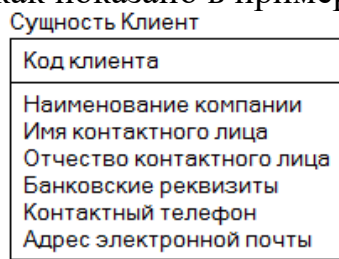 как показано в пример
Сущность Клиент
Код клиента
Наименование компании
Имя контактного лица
Отчество контактного лица
Банковские реквизиты
Контактный телефон
Адрес электронной почты